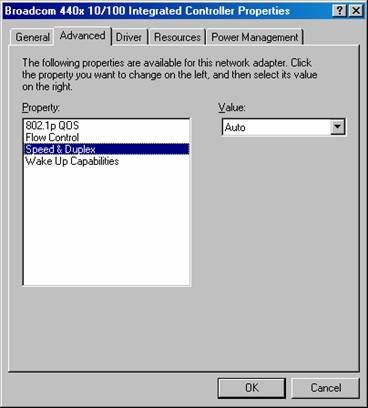 Broadcom 440x 10/100 Integrated Controller Properties
General Advanced Driver Resources Power Management
The following properties are available for this network adapter. Click
the property you want to change on the left, and then select its value
on the right.
Property:
802.1p QOS
Flow Control
Speed & Duplex
Wake Up Capabilities
Value:
Auto
OK Cancel